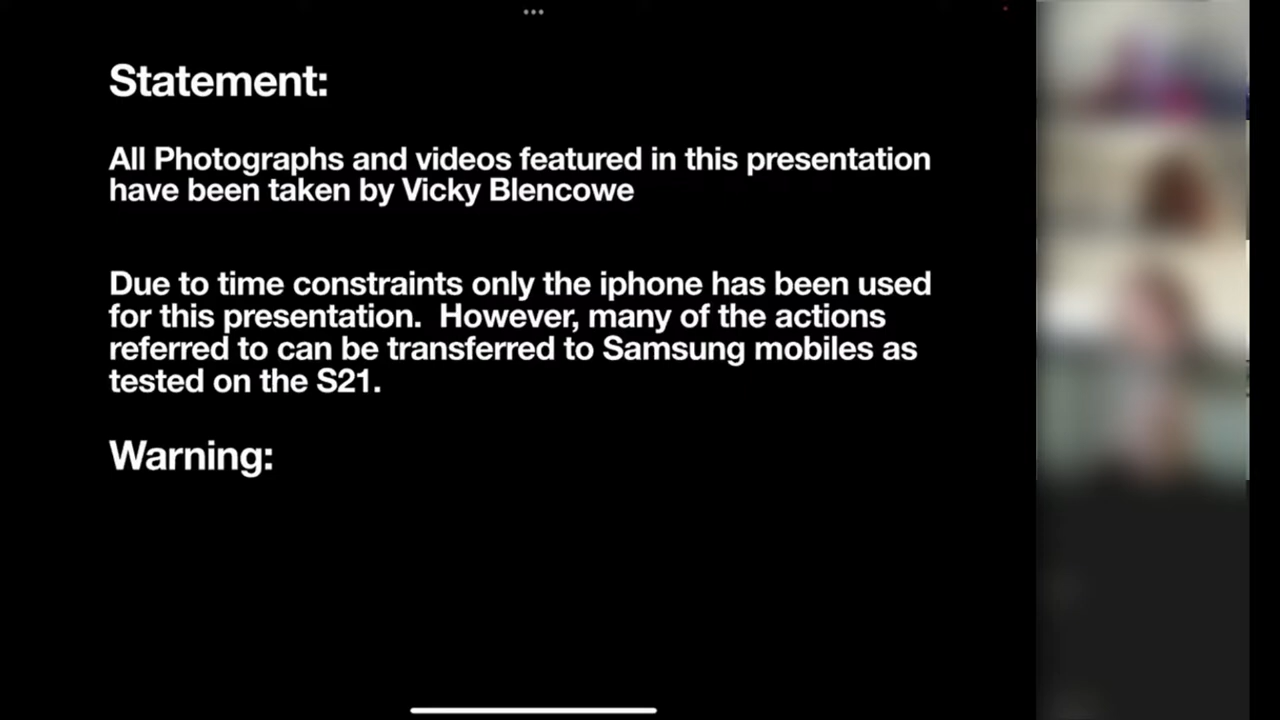 Statement:
All Photographs and videos featured in this presentation
have been taken by Vicky Blencowe
Due to time constraints only the iphone has been used
for this presentation.  However, many of the actions
referred to can be transferred to Samsung mobiles as
tested on the S21.
Warning: